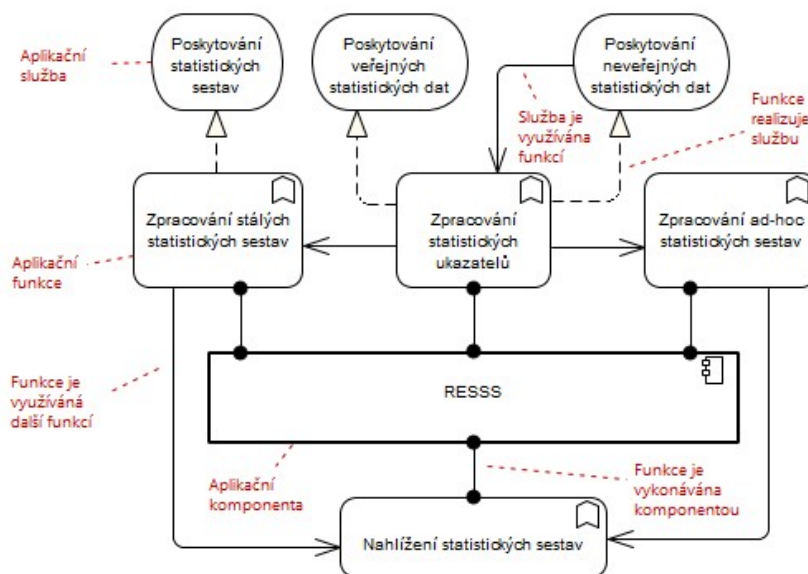 Aplikační
služba
Poskytování
statistických
sestav
Poskytování
veřejných
statistických dat
Poskytování
neveřejných
statistických dat
Služba je
využívána
funkcí
Funkce
realizuje
službu
Zpracování stálých
statistických sestav
Zpracování
statistických
ukazatelů
Zpracování ad-hoc
statistických sestav
Aplikační
funkce
Funkce je
využíváná
další funkcí
RESSS
Aplikační
komponenta
Funkce je
vykonávána
komponentou
Nahlížení statistických sestav